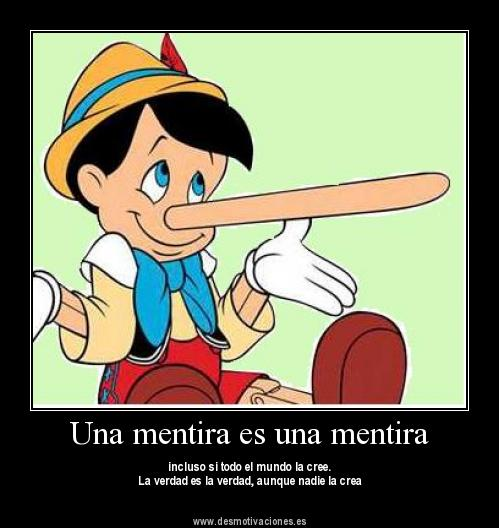 Una mentira es una mentira
incluso si todo el mundo la cree.
La verdad es la verdad, aunque nadie la crea
www.desmotivaciones.es